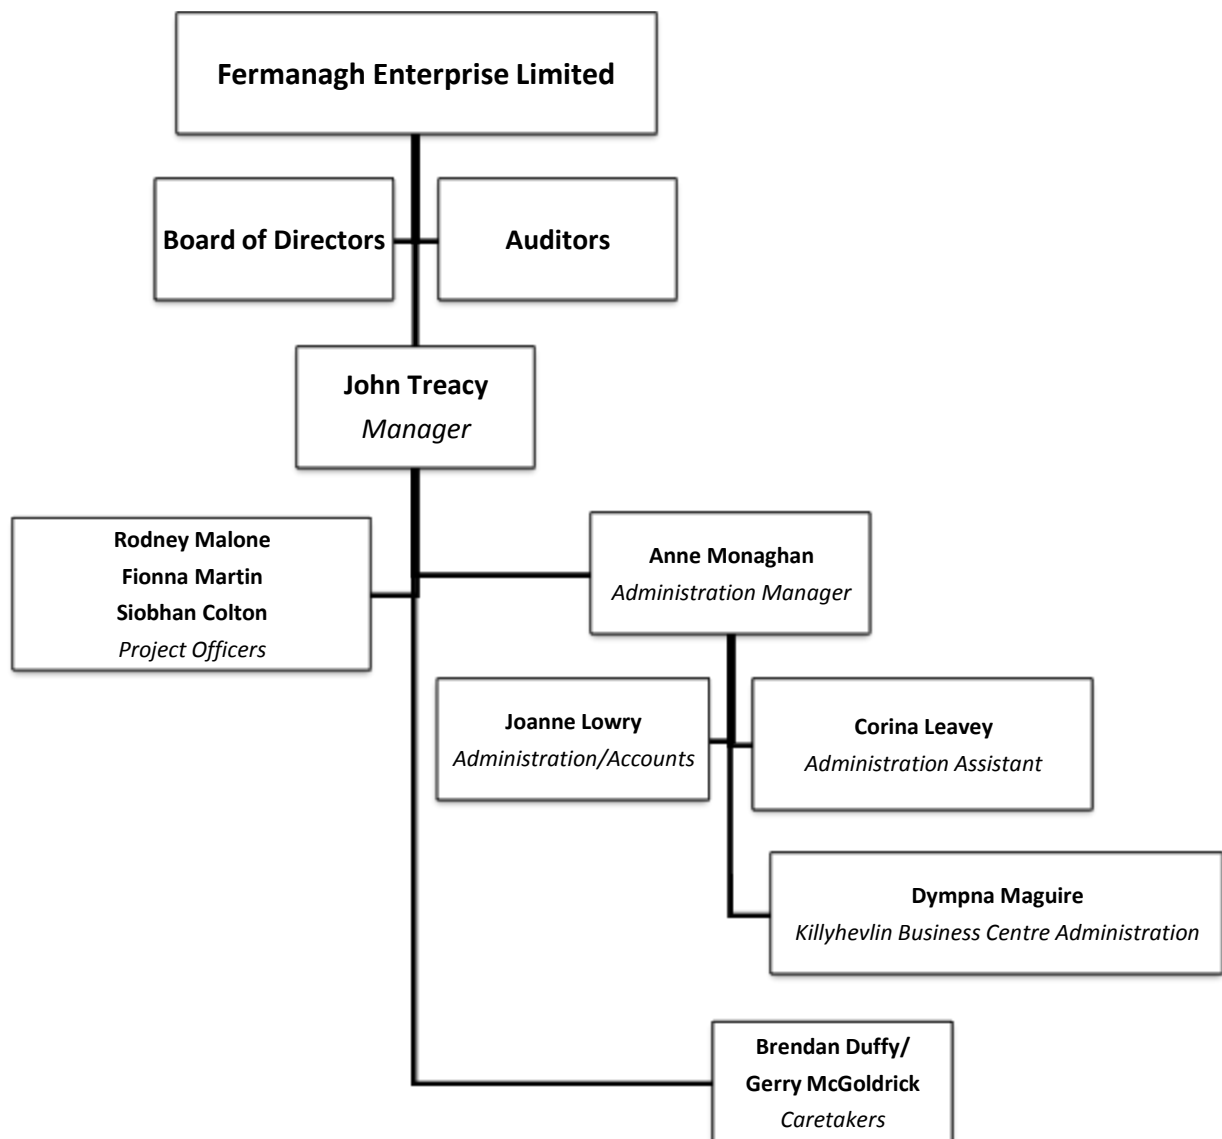 Fermanagh Enterprise Limited
Board of Directors
Auditors
John Treacy
Manager
Rodney Malone
Fionna Martin
Siobhan Colton
Project Officers
Anne Monaghan
Administration Manager
Joanne Lowry
Administration/Accounts
Corina Leavey
Administration Assistant
Dympna Maguire
Killyhevlin Business Centre Administration
Brendan Duffy/
Gerry McGoldrick
Caretakers